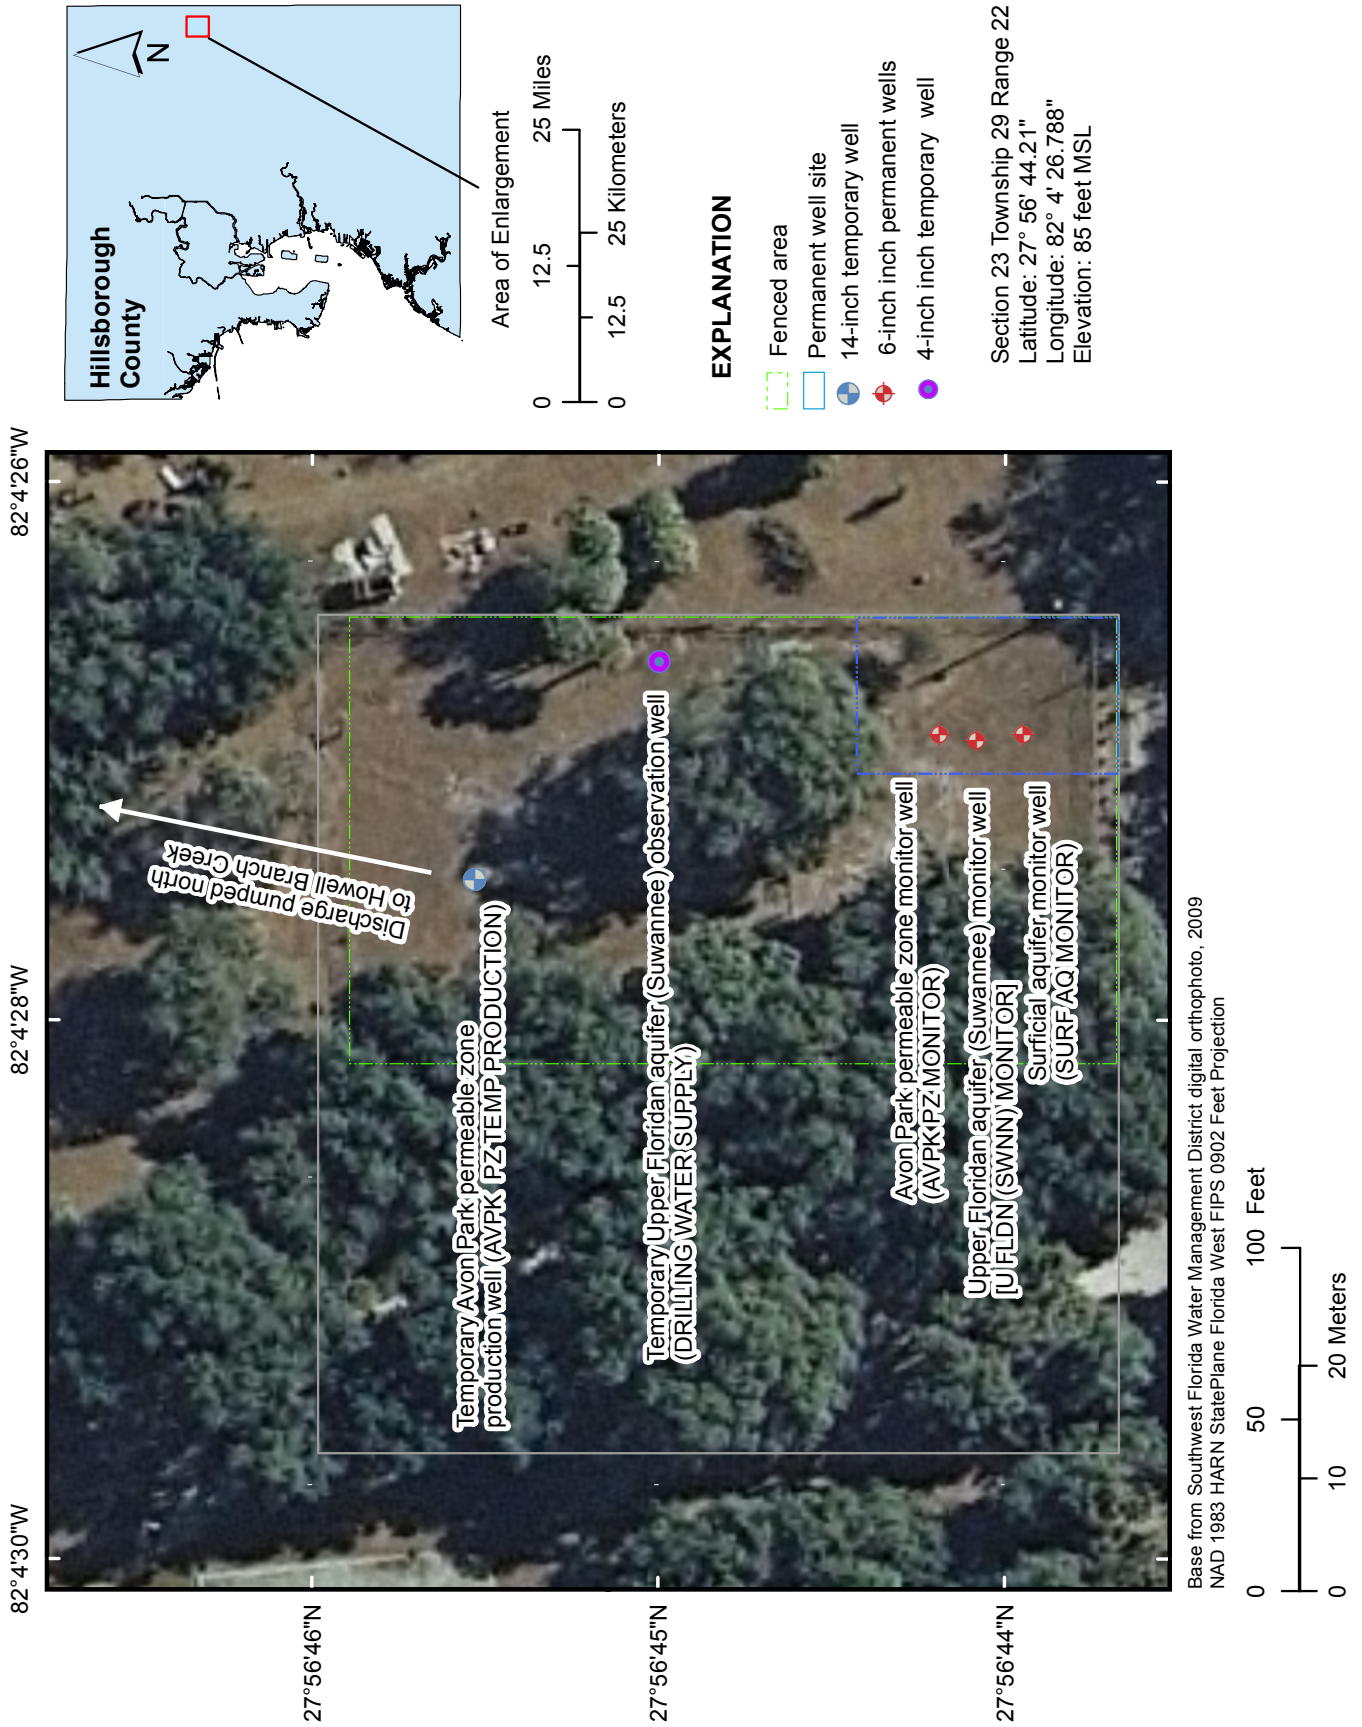 82°4'30"W
82°4'28"W
82°4'26"W
27°56'46"N
27°56'45"N
27°56'44"N
Discharge pumped north
to Howell Branch Creek
Temporary Avon Park permeable zone
production well (AVPK PZ TEMP PRODUCTION)
Temporary Upper Floridan aquifer (Suwannee) observation well
(DRILLING WATER SUPPLY)
Avon Park permeable zone monitor well
(AVPK PZ MONITOR)
Upper Floridan aquifer (Suwannee) monitor well
[U FLDN (SWNN) MONITOR]
Surficial aquifer monitor well
(SURF AQ MONITOR)
Base from Southwest Florida Water Management District digital orthophoto, 2009
NAD 1983 HARN StatePlane Florida West FIPS 0902 Feet Projection
0 50 100 Feet
0 10 20 Meters
Hillsborough
County
N
Area of Enlargement
0 12.5 25 Miles
0 12.5 25 Kilometers
EXPLANATION
Fenced area
Permanent well site
14-inch temporary well
6-inch inch permanent wells
4-inch inch temporary well
Section 23 Township 29 Range 22
Latitude: 27° 56' 44.21"
Longitude: 82° 4' 26.788"
Elevation: 85 feet MSL